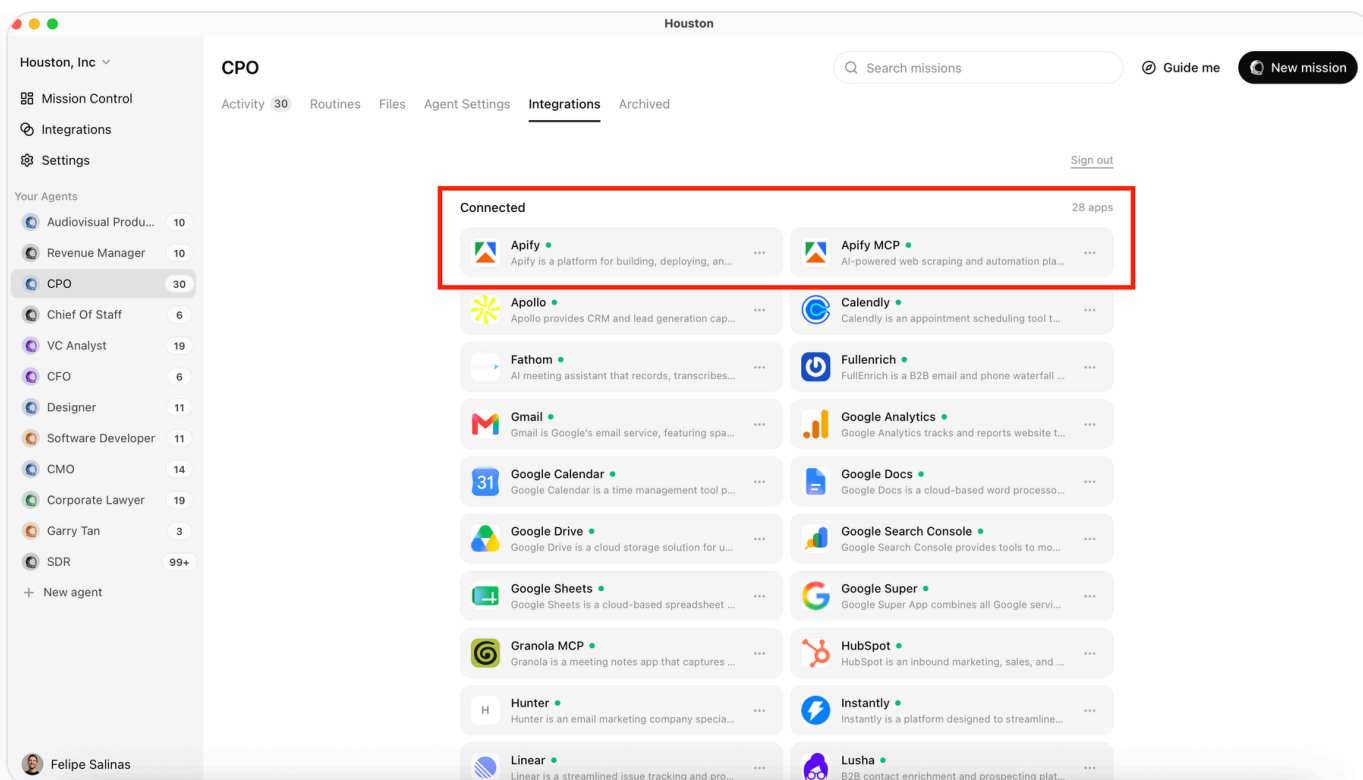 Houston
Houston, Inc
Mission Control
Integrations
Settings
Your Agents
Audiovisual Produ... 10
Revenue Manager 10
CPO 30
Chief Of Staff 6
VC Analyst 19
CFO 6
Designer 11
Software Developer 11
CMO 14
Corporate Lawyer 19
Garry Tan 3
SDR 99+
+ New agent
Felipe Salinas
CPO
Search missions
Guide me
New mission
Activity 30 Routines Files Agent Settings Integrations Archived
Sign out
Connected 28 apps
Apify
Apify is a platform for building, deploying, an...
Apify MCP
AI-powered web scraping and automation pla...
Apollo
Apollo provides CRM and lead generation cap...
Calendly
Calendly is an appointment scheduling tool t...
Fathom
AI meeting assistant that records, transcribes...
Fullenrich
FullEnrich is a B2B email and phone waterfall ...
Gmail
Gmail is Google's email service, featuring spa...
Google Analytics
Google Analytics tracks and reports website t...
31
Google Calendar
Google Calendar is a time management tool p...
Google Docs
Google Docs is a cloud-based word processo...
Google Drive
Google Drive is a cloud storage solution for u...
Google Search Console
Google Search Console provides tools to mo...
Google Sheets
Google Sheets is a cloud-based spreadsheet ...
Google Super
Google Super App combines all Google servi...
Granola MCP
Granola is a meeting notes app that captures ...
HubSpot
HubSpot is an inbound marketing, sales, and ...
H
Hunter
Hunter is an email marketing company specia...
Instantly
Instantly is a platform designed to streamline...
Linear
Linear is a streamlined issue tracking and pro...
Lusha
B2B contact enrichment and prospecting plat...